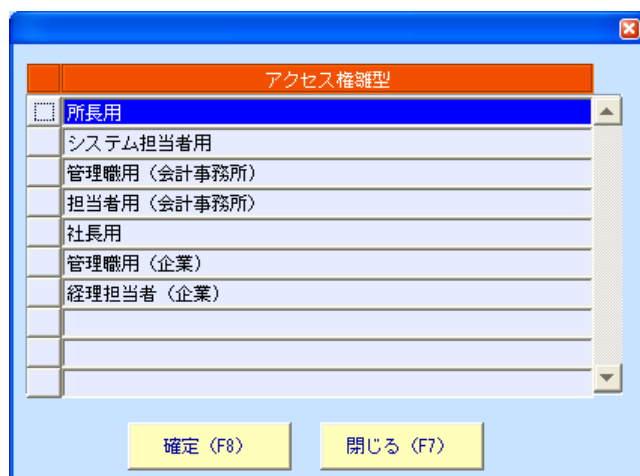 アクセス権雛型
所長用
システム担当者用
管理職用（会計事務所）
担当者用（会計事務所）
社長用
管理職用（企業）
経理担当者（企業）
確定（F8）
閉じる（F7）